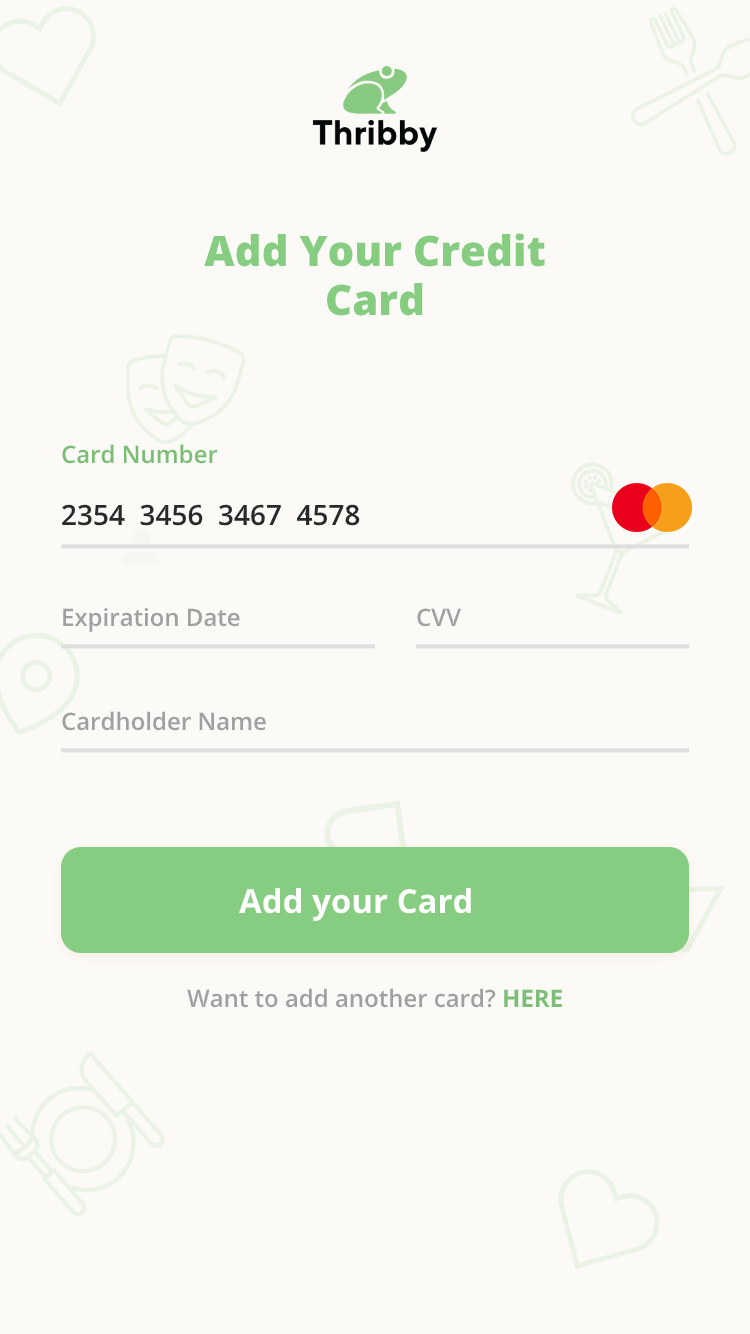 Thribby
Add Your Credit
Card
Card Number
2354 3456 3467 4578
Expiration Date CVV
Cardholder Name
Add your Card
Want to add another card? HERE